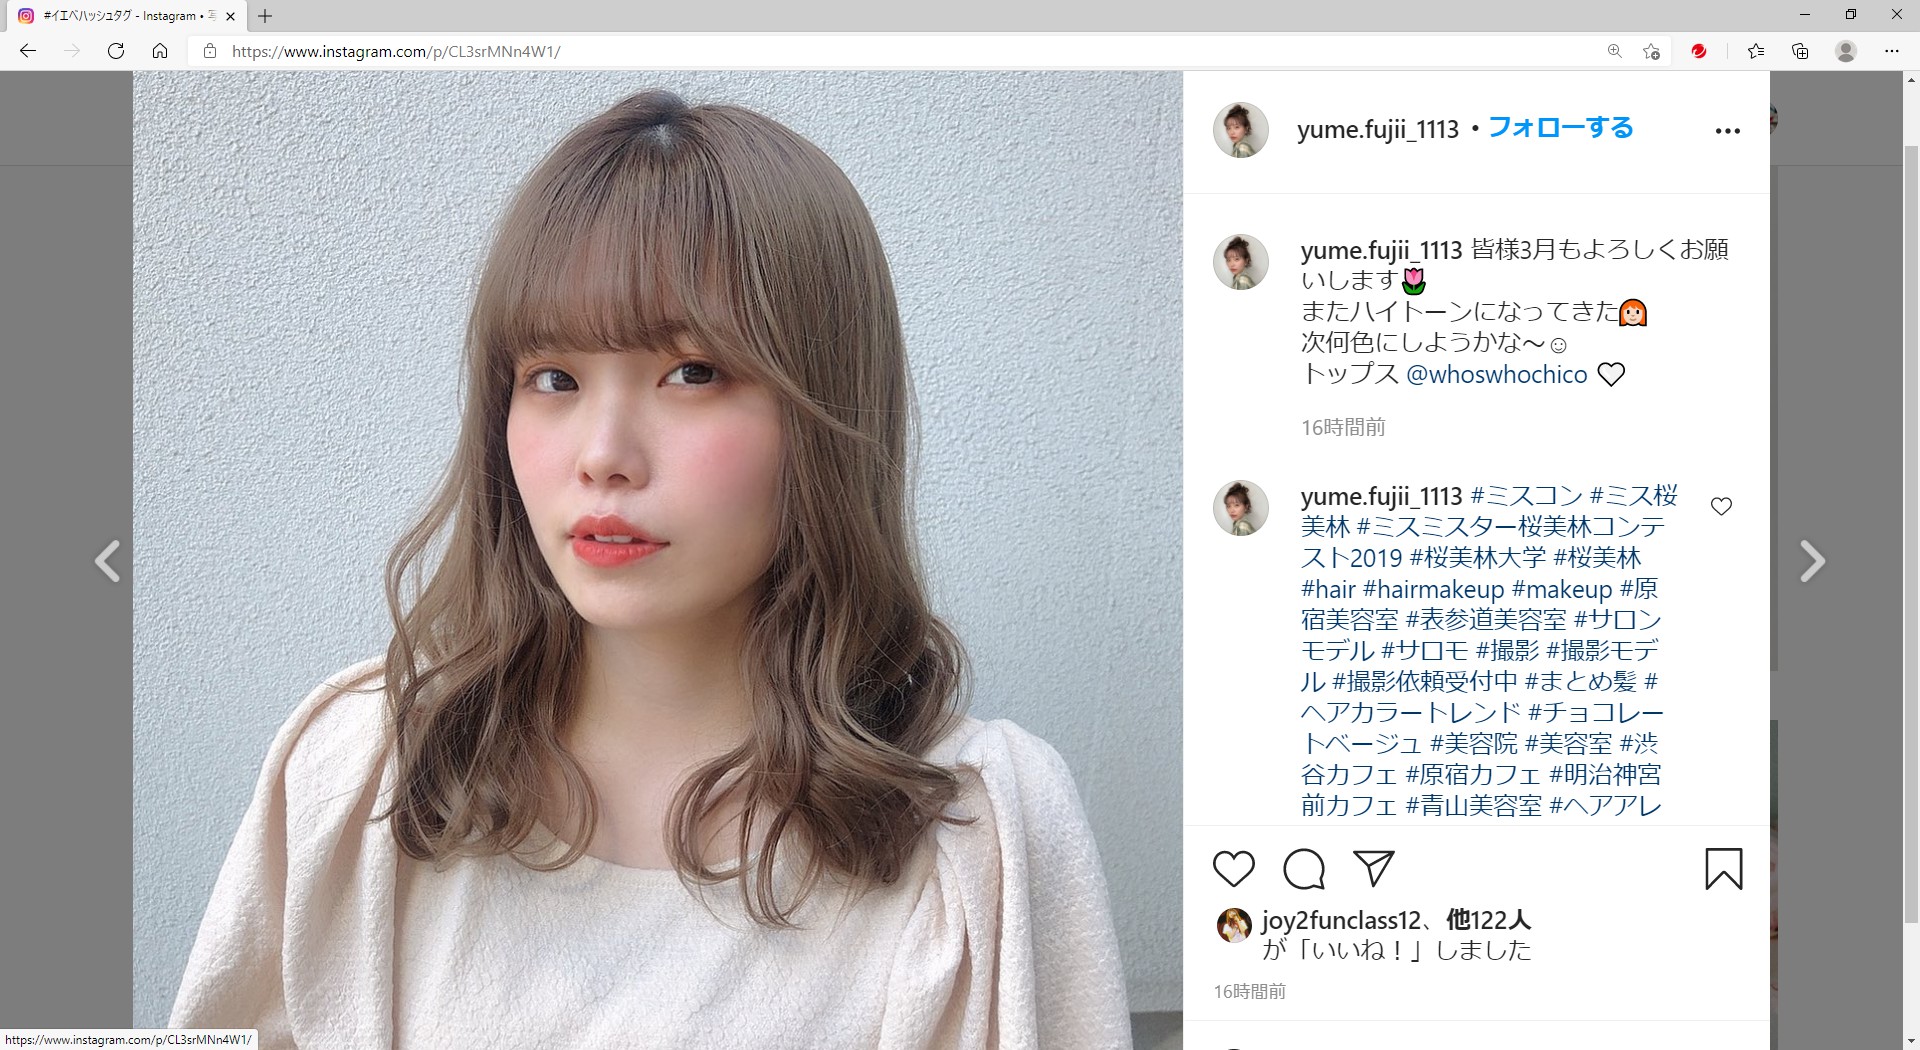 #イエベハッシュタグ - Instagram •
https://www.instagram.com/p/CL3srMNn4W1/
yume.fujii_1113 • フォローする
yume.fujii_1113 皆様3月もよろしくお願
いします🌷
またハイトーンになってきた👩🏻‍🦰
次何色にしようかな〜☺
トップス @whoswhochico 🤍
16時間前
yume.fujii_1113 #ミスコン #ミス桜
美林 #ミスミスター桜美林コンテ
スト2019 #桜美林大学 #桜美林
#hair #hairmakeup #makeup #原
宿美容室 #表参道美容室 #サロン
モデル #サロモ #撮影 #撮影モデ
ル #撮影依頼受付中 #まとめ髪 #
ヘアカラートレンド #チョコレー
トベージュ #美容院 #美容室 #渋
谷カフェ #原宿カフェ #明治神宮
前カフェ #青山美容室 #ヘアアレ
joy2funclass12、他122人
が「いいね！」しました
16時間前
https://www.instagram.com/p/CL3srMNn4W1/